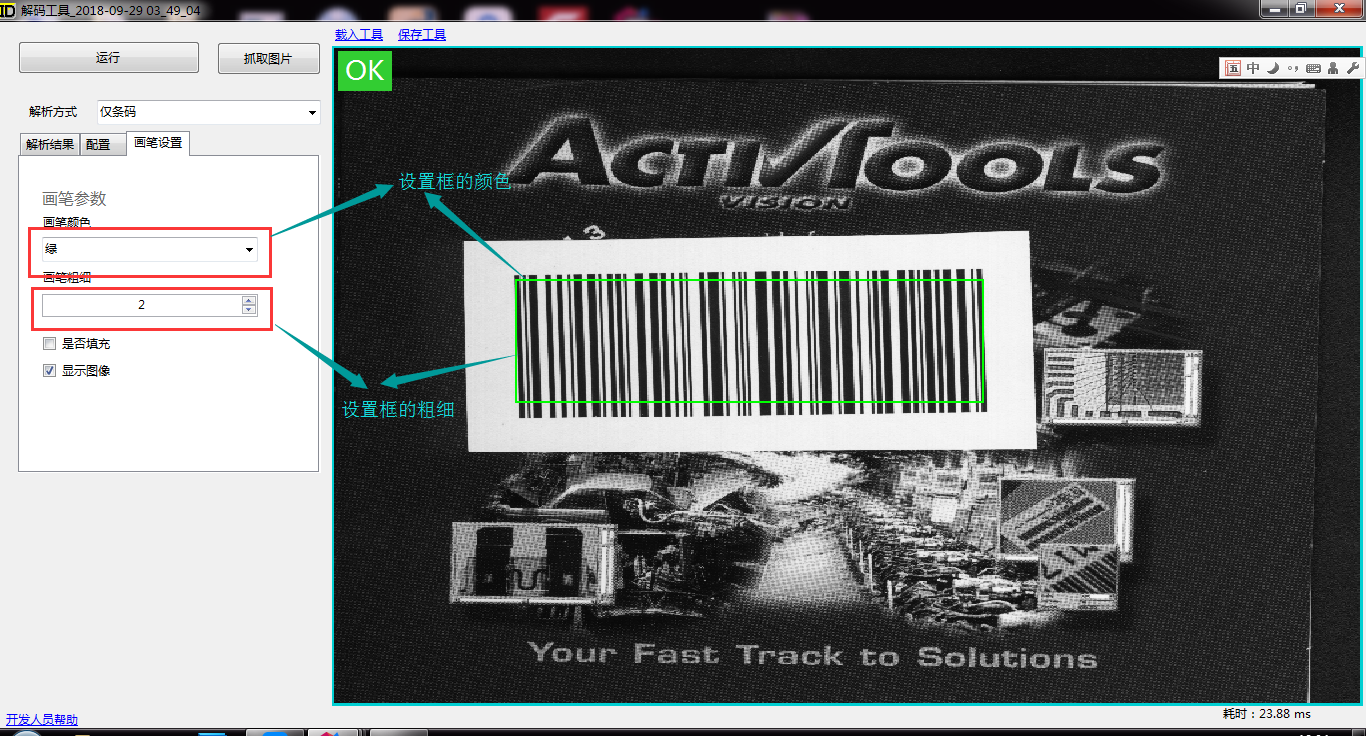 解码工具_2018-09-29 03_49_04
载入工具 保存工具
运行
抓取图片
OK
中
解析方式 仅条码
解析结果 配置 画笔设置
画笔参数
画笔颜色
绿
画笔粗细
2
是否填充
显示图像
设置框的颜色
设置框的粗细
ACTIVTOOLS
VISION
Your Fast Track to Solutions
耗时：23.88 ms
开发人员帮助